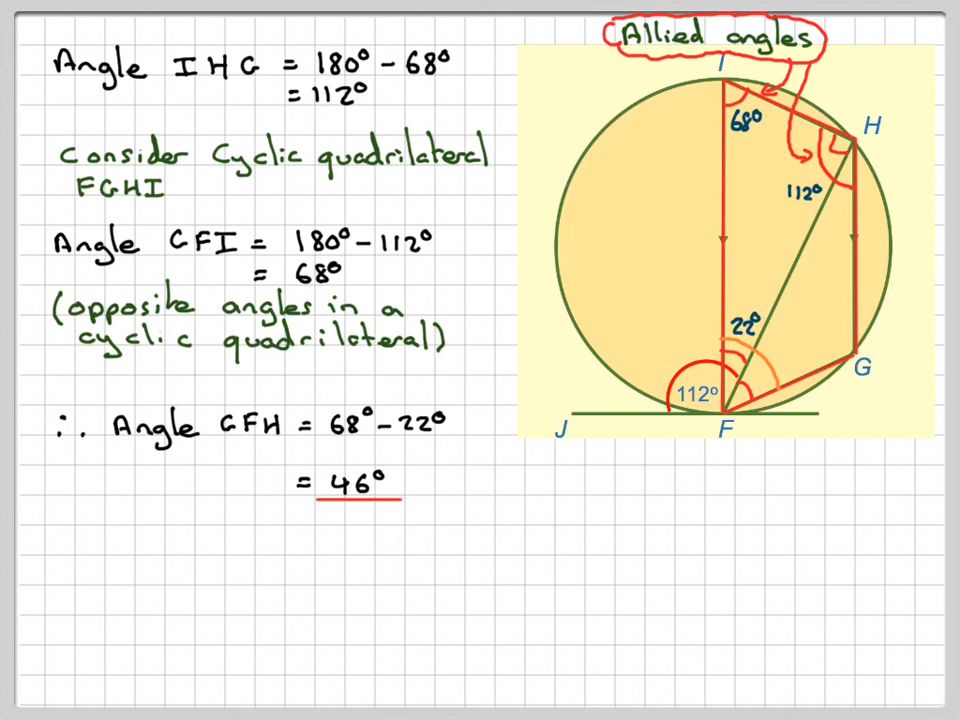 Angle IHG = 180° - 68°
= 112°
Consider Cyclic quadrilateral
FGHI
Angle GFI = 180° - 112°
= 68°
(opposite angles in a
cyclic quadrilateral)
∴ Angle GFH = 68° - 22°
= 46°
Allied angles
I
68°
H
112°
22°
G
112º
J
F